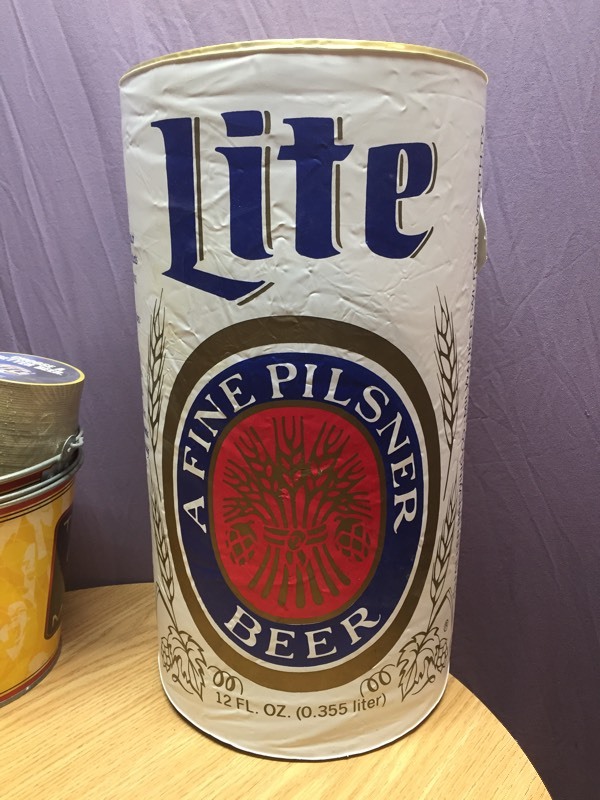 Lite
A FINE PILSNER
BEER
12 FL. OZ. (0.355 liter)
®